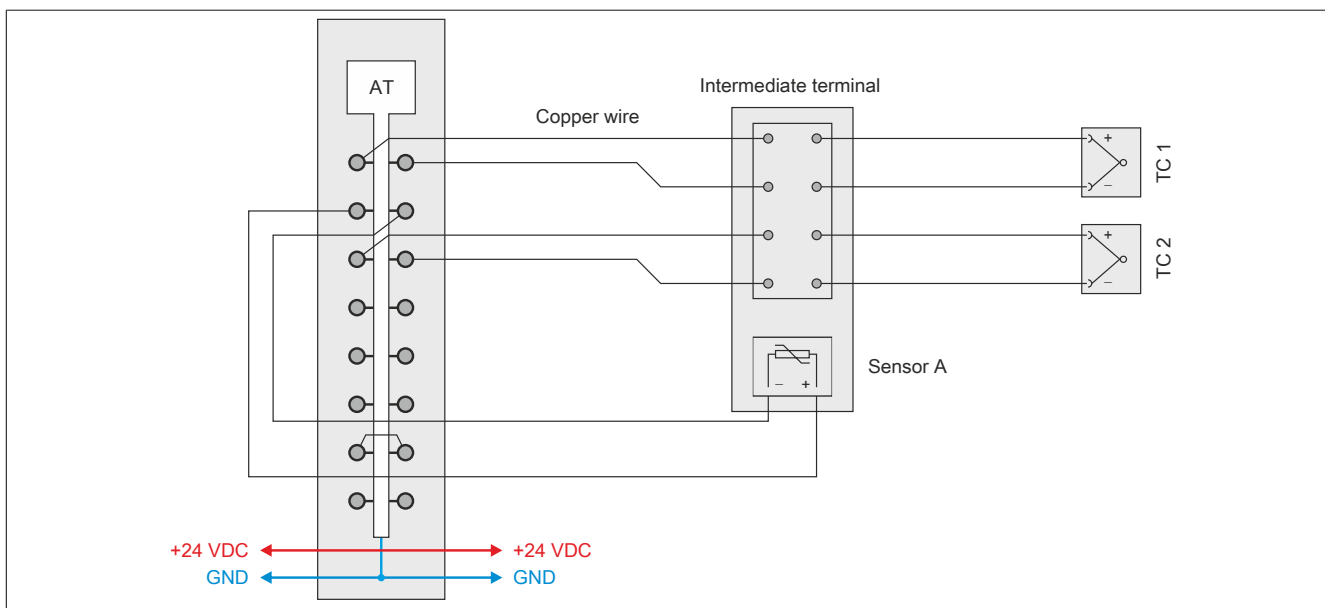 AT
Intermediate terminal
Copper wire
+
–
TC 1
+
–
TC 2
– +
Sensor A
+24 VDC +24 VDC
GND GND